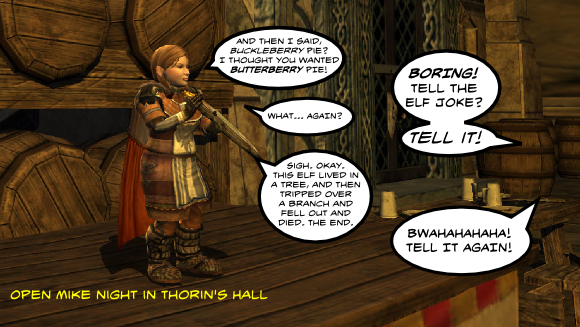 AND THEN I SAID,
BUCKLEBERRY PIE?
I THOUGHT YOU WANTED
BUTTERBERRY PIE!
BORING!
TELL THE
ELF JOKE?
WHAT... AGAIN?
TELL IT!
SIGH. OKAY.
THIS ELF LIVED IN
A TREE, AND THEN
TRIPPED OVER
A BRANCH AND
FELL OUT AND
DIED. THE END.
BWAHAHAHAHA!
TELL IT AGAIN!
OPEN MIKE NIGHT IN THORIN'S HALL